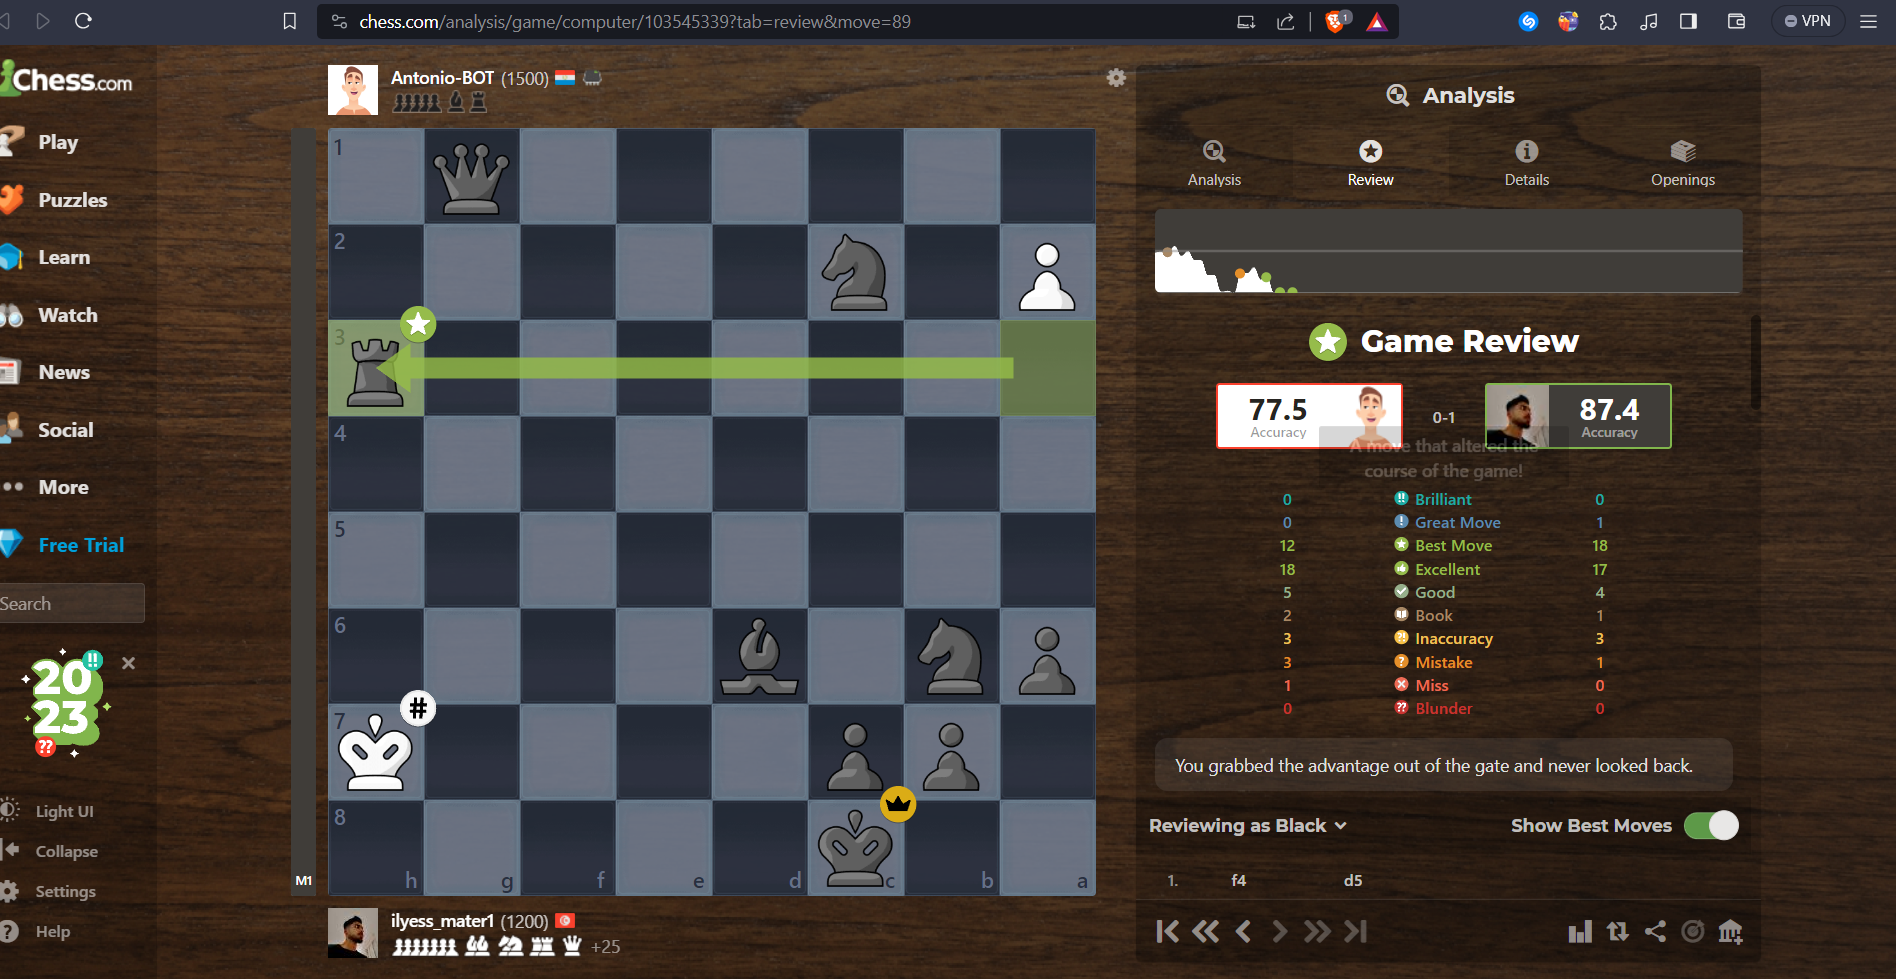 chess.com/analysis/game/computer/103545339?tab=review&move=89
1
VPN
Chess.com
Play
Puzzles
Learn
Watch
News
Social
More
Free Trial
Search
20
!!
23
??
Light UI
Collapse
Settings
Help
Antonio-BOT (1500)
1
2
3
4
5
6
7
8
#
h
g
f
e
d
c
b
a
M1
ilyess_mater1 (1200)
+25
Analysis
Analysis
Review
Details
Openings
Game Review
77.5
Accuracy
0-1
87.4
Accuracy
A move that altered the
course of the game!
0 !! Brilliant 0
0 ! Great Move 1
12 Best Move 18
18 Excellent 17
5 Good 4
2 Book 1
3 ?! Inaccuracy 3
3 ? Mistake 1
1 Miss 0
0 ?? Blunder 0
You grabbed the advantage out of the gate and never looked back.
Reviewing as Black
Show Best Moves
1. f4 d5